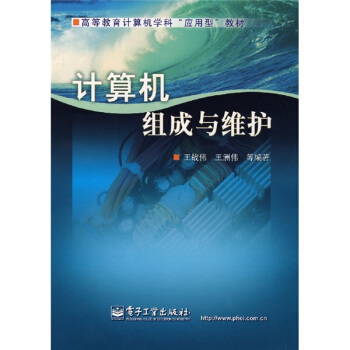 高等教育计算机学科“应用型”教材
计算机
组成与维护
王战伟 王洲伟 等编著
电子工业出版社
http://www.phei.com.cn